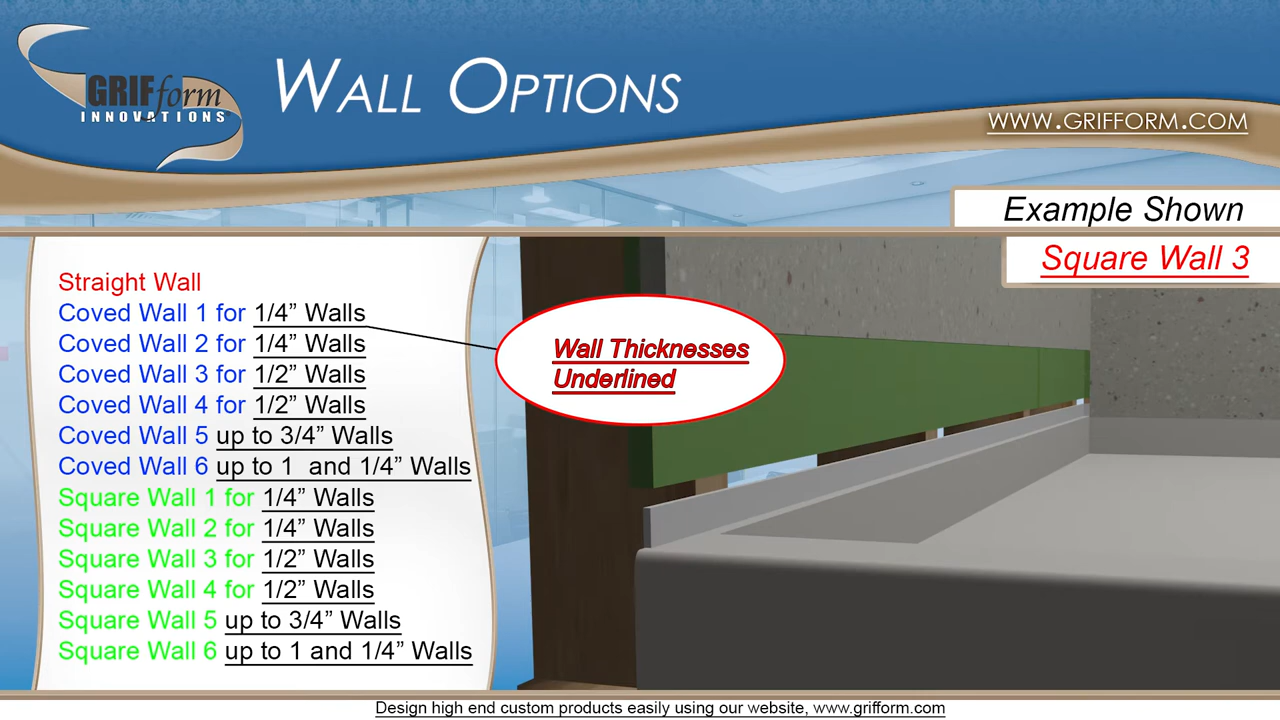 GRIFform
INNOVATIONS®
WALL OPTIONS
WWW.GRIFFORM.COM
Example Shown
Square Wall 3
Straight Wall
Coved Wall 1 for 1/4” Walls
Coved Wall 2 for 1/4” Walls
Coved Wall 3 for 1/2” Walls
Coved Wall 4 for 1/2” Walls
Coved Wall 5 up to 3/4” Walls
Coved Wall 6 up to 1 and 1/4” Walls
Square Wall 1 for 1/4” Walls
Square Wall 2 for 1/4” Walls
Square Wall 3 for 1/2” Walls
Square Wall 4 for 1/2” Walls
Square Wall 5 up to 3/4” Walls
Square Wall 6 up to 1 and 1/4” Walls
Wall Thicknesses
Underlined
Design high end custom products easily using our website, www.grifform.com